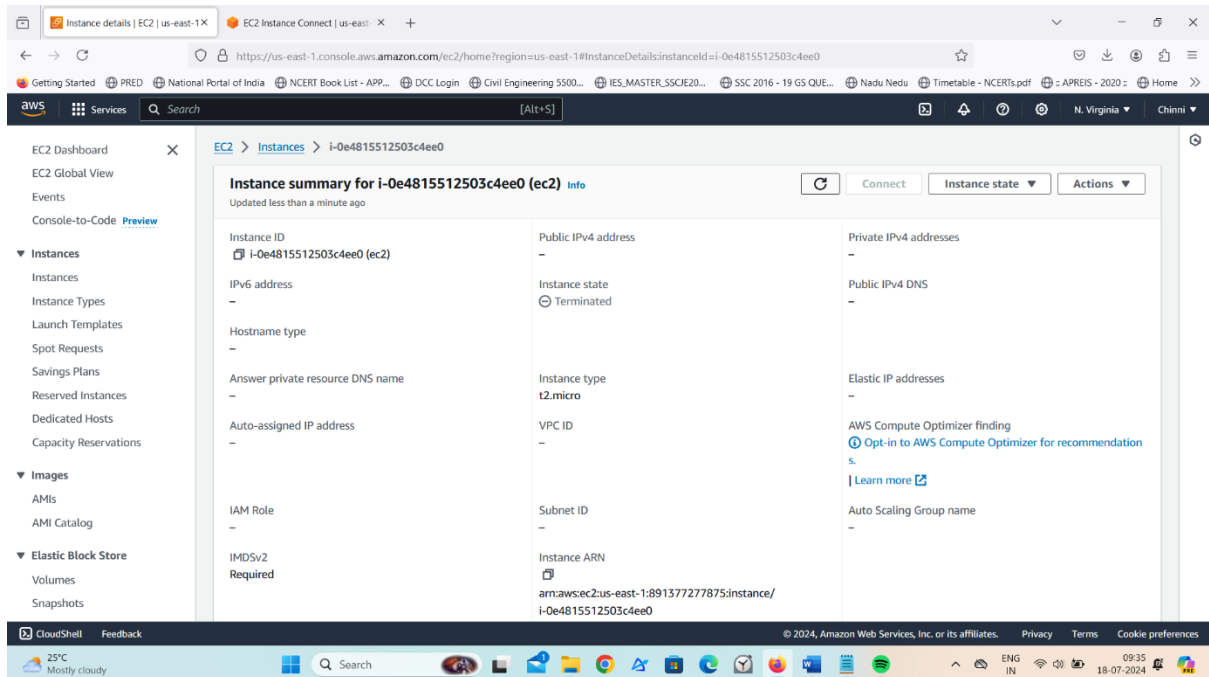 Instance details | EC2 | us-east-1
EC2 Instance Connect | us-east-
https://us-east-1.console.aws.amazon.com/ec2/home?region=us-east-1#InstanceDetails:instanceId=i-0e4815512503c4ee0
Getting Started PRED National Portal of India NCERT Book List - APP... DCC Login Civil Engineering 5500... IES_MASTER_SSCJE20... SSC 2016 - 19 GS QUE... Nadu Nedu Timetable - NCERTs.pdf :: APREIS - 2020 :: Home
aws Services Search [Alt+S] N. Virginia Chinni
EC2 Dashboard
EC2 Global View
Events
Console-to-Code Preview
Instances
Instances
Instance Types
Launch Templates
Spot Requests
Savings Plans
Reserved Instances
Dedicated Hosts
Capacity Reservations
Images
AMIs
AMI Catalog
Elastic Block Store
Volumes
Snapshots
EC2 > Instances > i-0e4815512503c4ee0
Instance summary for i-0e4815512503c4ee0 (ec2) Info
Updated less than a minute ago
Connect Instance state Actions
Instance ID
i-0e4815512503c4ee0 (ec2)
Public IPv4 address
–
Private IPv4 addresses
–
IPv6 address
–
Instance state
Terminated
Public IPv4 DNS
–
Hostname type
–
Answer private resource DNS name
–
Instance type
t2.micro
Elastic IP addresses
–
Auto-assigned IP address
–
VPC ID
–
AWS Compute Optimizer finding
Opt-in to AWS Compute Optimizer for recommendation
s.
| Learn more
IAM Role
–
Subnet ID
–
Auto Scaling Group name
–
IMDSv2
Required
Instance ARN
arn:aws:ec2:us-east-1:891377277875:instance/
i-0e4815512503c4ee0
CloudShell Feedback © 2024, Amazon Web Services, Inc. or its affiliates. Privacy Terms Cookie preferences
25°C
Mostly cloudy
Search
ENG
IN
09:35
18-07-2024
PRE